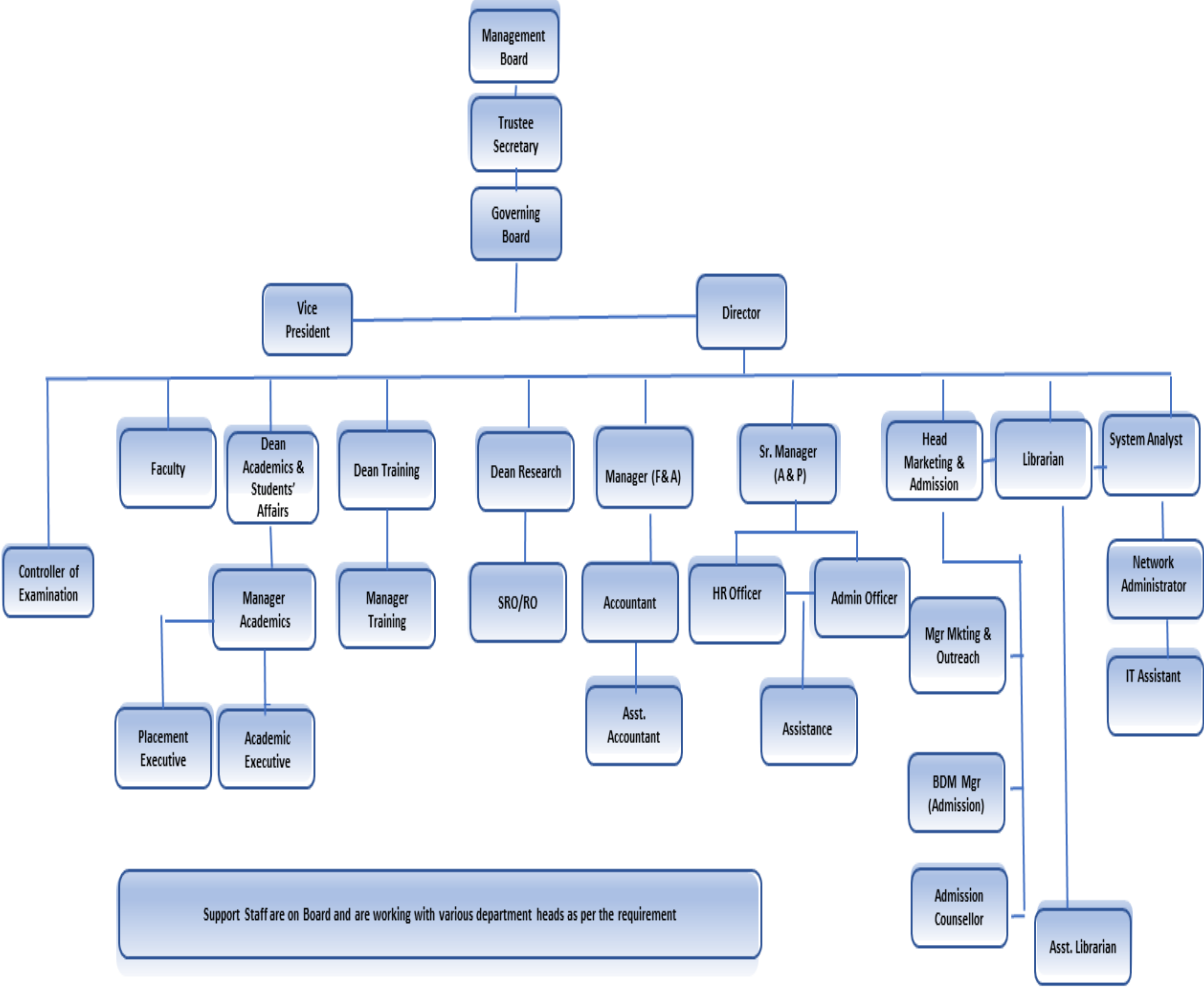 Management
Board
Trustee
Secretary
Governing
Board
Vice
President
Director
Faculty
Dean
Academics &
Students'
Affairs
Dean Training
Dean Research
Manager (F& A)
Sr. Manager
(A & P)
Head
Marketing &
Admission
Librarian
System Analyst
Controller of
Examination
Manager
Academics
Manager
Training
SRO/RO
Accountant
HR Officer
Admin Officer
Mgr Mkting &
Outreach
Network
Administrator
IT Assistant
Placement
Executive
Academic
Executive
Asst.
Accountant
Assistance
BDM Mgr
(Admission)
Admission
Counsellor
Asst. Librarian
Support Staff are on Board and are working with various department heads as per the requirement